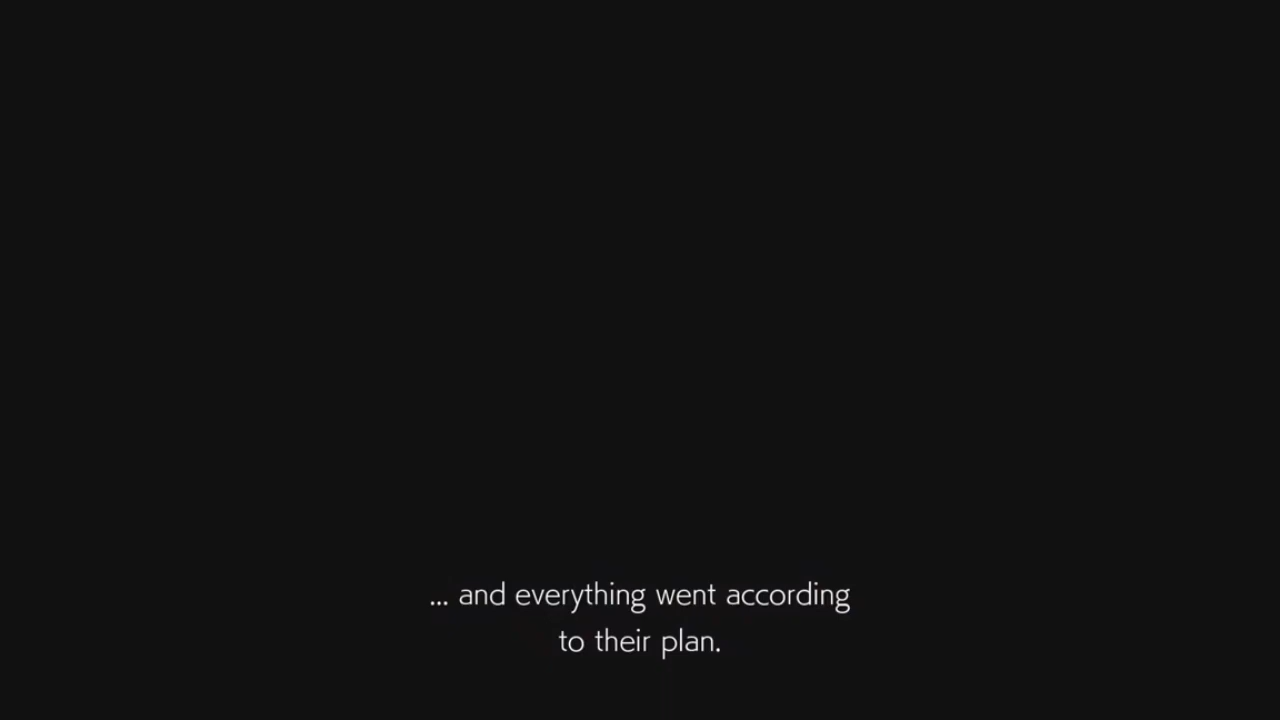 ... and everything went according
to their plan.